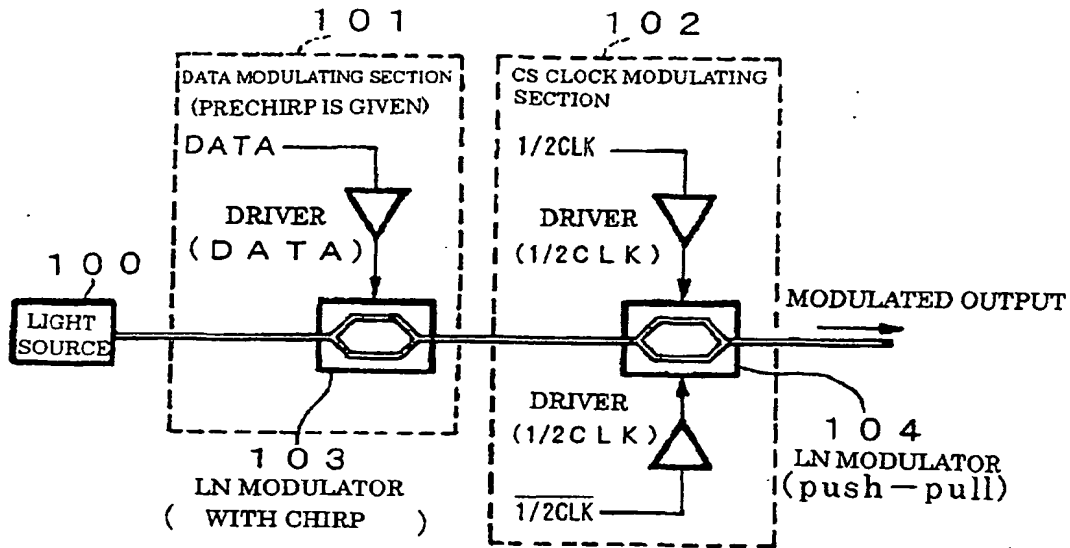 101
102
DATA MODULATING SECTION
(PRECHIRP IS GIVEN)
DATA
DRIVER
(DATA)
CS CLOCK MODULATING
SECTION
1/2CLK
DRIVER
(1/2CLK)
100
LIGHT
SOURCE
MODULATED OUTPUT
103
LN MODULATOR
( WITH CHIRP )
DRIVER
(1/2CLK)
1/2CLK
104
LN MODULATOR
(push-pull)